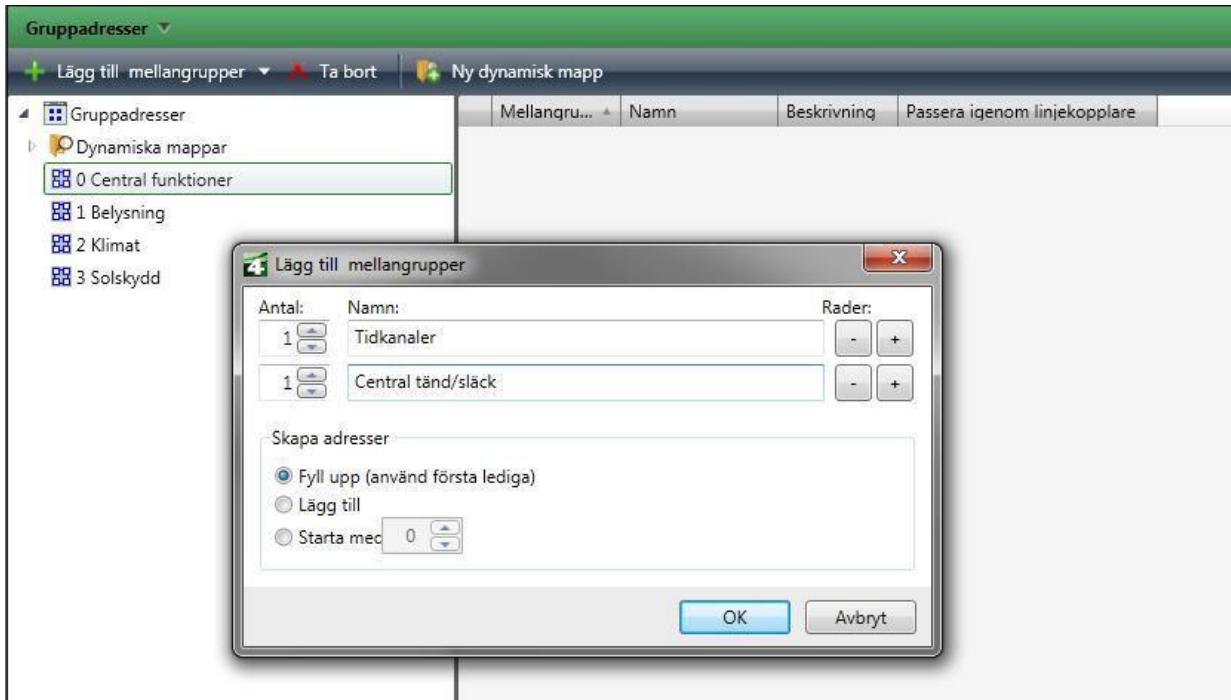 Gruppadresser
Lägg till mellangrupper Ta bort Ny dynamisk mapp
Gruppadresser
Dynamiska mappar
0 Central funktioner
1 Belysning
2 Klimat
3 Solskydd
Mellangru... Namn Beskrivning Passera igenom linjekopplare
4 Lägg till mellangrupper
Antal: Namn: Rader:
1 Tidkanaler - +
1 Central tänd/släck - +
Skapa adresser
Fyll upp (använd första lediga)
Lägg till
Starta med 0
OK Avbryt